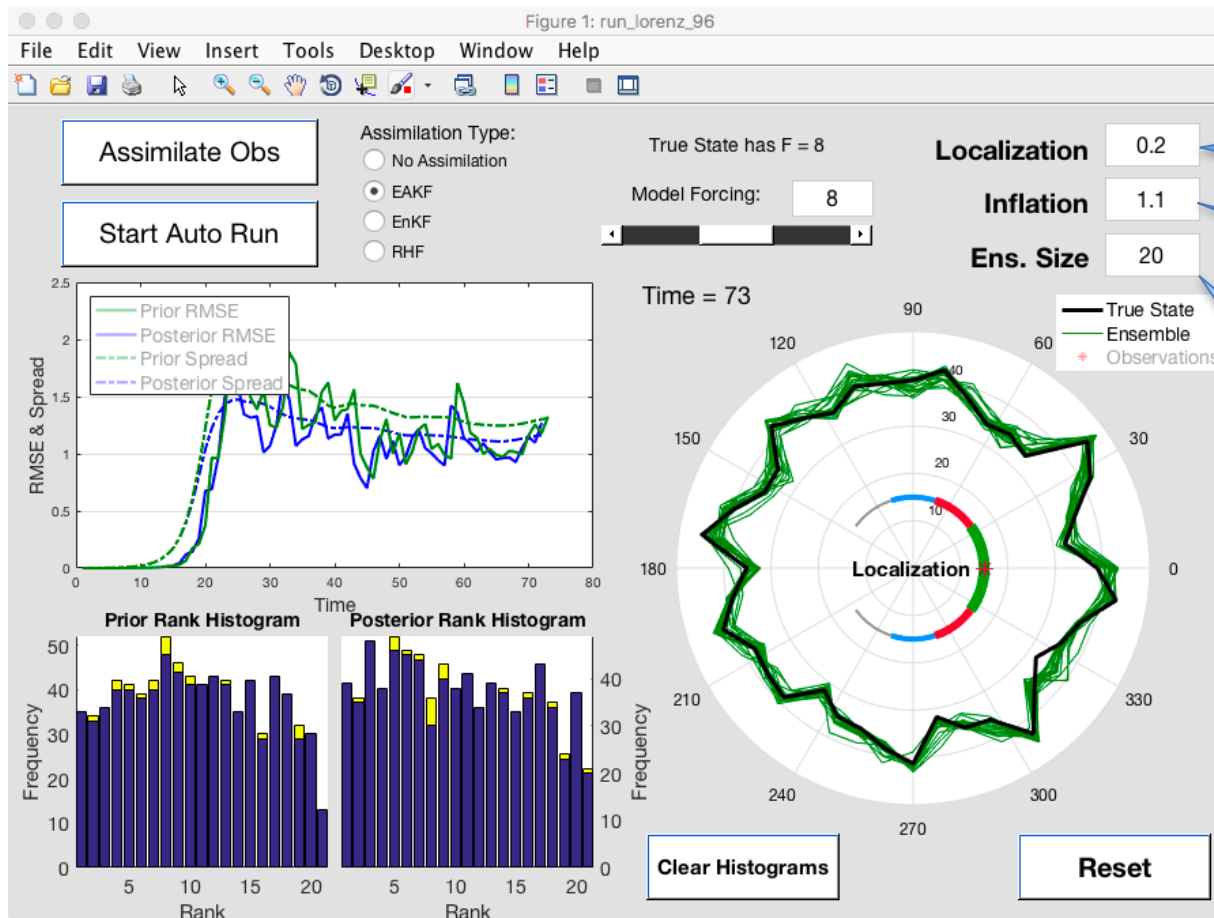 Figure 1: run_lorenz_96
File Edit View Insert Tools Desktop Window Help
Assimilate Obs
Start Auto Run
Assimilation Type:
No Assimilation
EAKF
EnKF
RHF
True State has F = 8
Model Forcing: 8
Localization 0.2
Inflation 1.1
Ens. Size 20
2.5
2
1.5
1
0.5
0
RMSE & Spread
Prior RMSE
Posterior RMSE
Prior Spread
Posterior Spread
0 10 20 30 40 50 60 70 80
Time
Time = 73
True State
Ensemble
Observations
90
120 60
150 30
180 0
210 330
240 300
270
40
30
20
10
Localization
Prior Rank Histogram
50
40
30
20
10
0
Frequency
5 10 15 20
Rank
Posterior Rank Histogram
40
30
20
10
0
Frequency
5 10 15 20
Rank
Clear Histograms
Reset